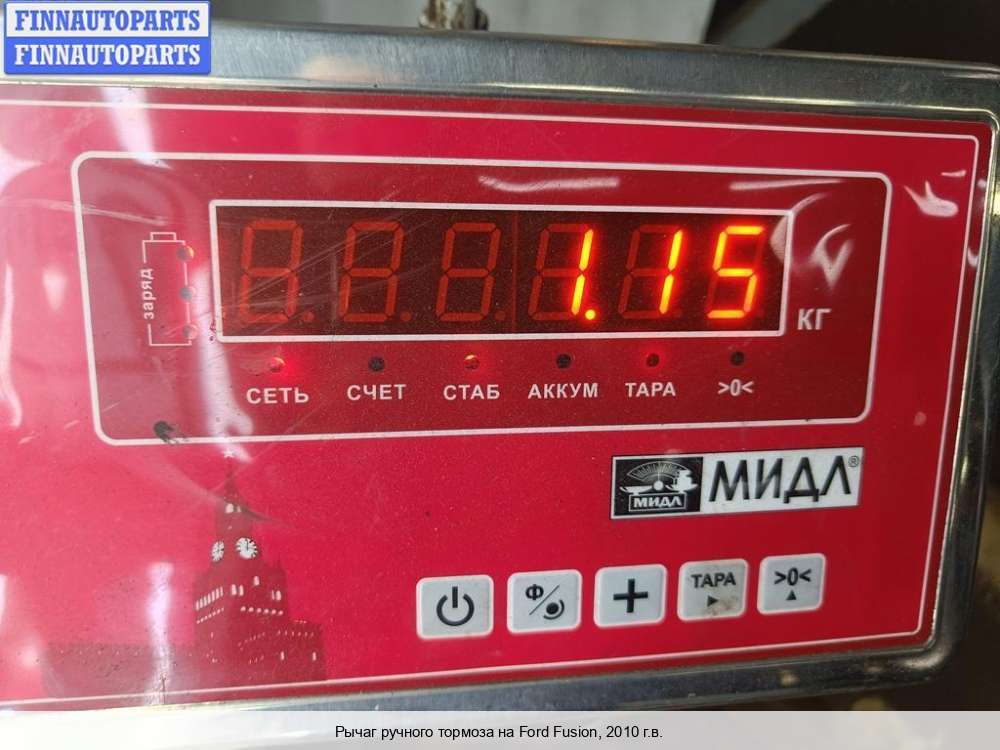 FINNAUTOPARTS
FINNAUTOPARTS
заряд
1.15
КГ
СЕТЬ СЧЕТ СТАБ АККУМ ТАРА >0<
МИДЛ МИДЛ®
Ф ТАРА >0<
Рычаг ручного тормоза на Ford Fusion, 2010 г.в.